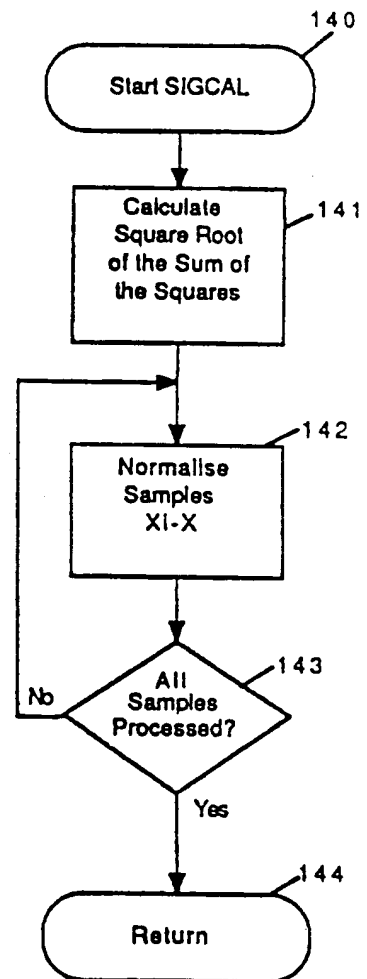 140
Start SIGCAL
Calculate
141
Square Root
of the Sum of
the Squares
142
Normalise
Samples
Xi-X
143
All
Samples
Processed?
No
Yes
144
Return